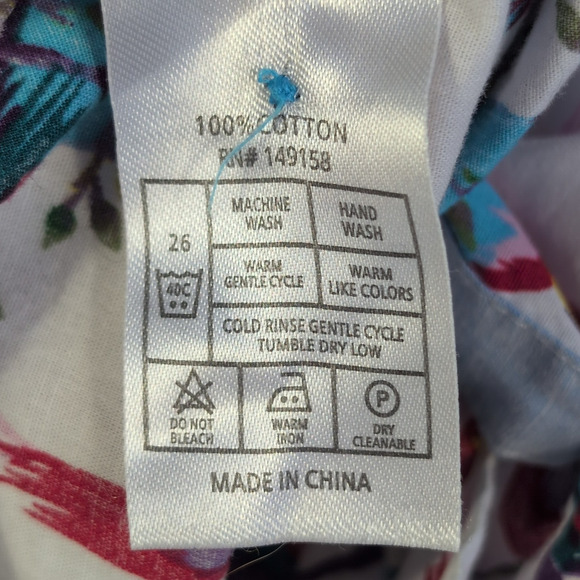 100% COTTON
RN# 149158
MACHINE
WASH
HAND
WASH
26
40C
WARM
GENTLE CYCLE
WARM
LIKE COLORS
COLD RINSE GENTLE CYCLE
TUMBLE DRY LOW
DO NOT
BLEACH
WARM
IRON
P
DRY
CLEANABLE
MADE IN CHINA